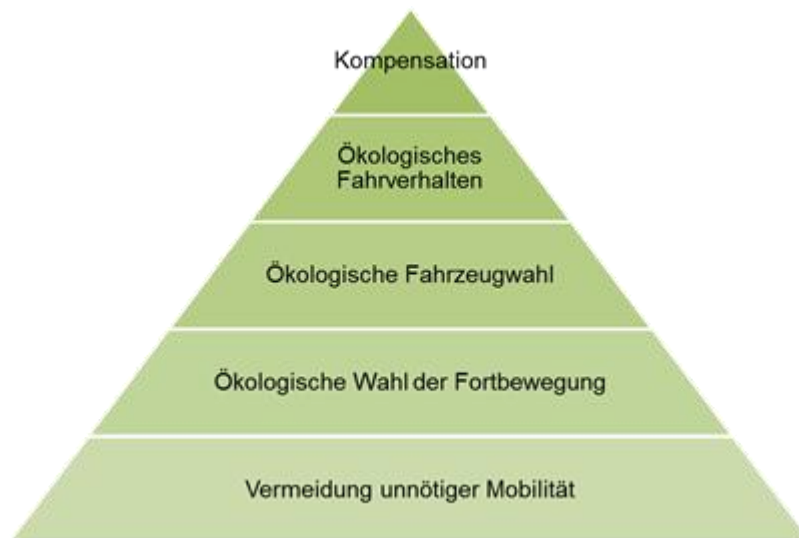 Kompensation
Ökologisches
Fahrverhalten
Ökologische Fahrzeugwahl
Ökologische Wahl der Fortbewegung
Vermeidung unnötiger Mobilität